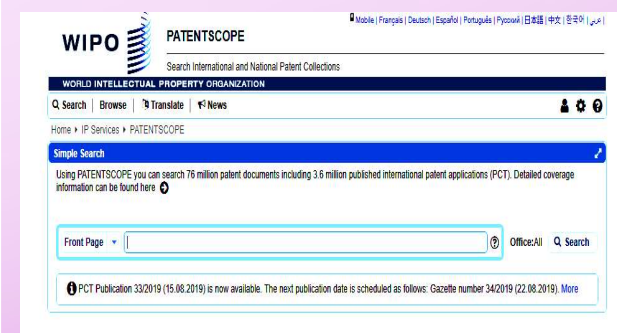 Mobile | Français | Deutsch | Español | Português | Русский | 日本語 | 中文 | 한국어 | عربي |
WIPO
PATENTSCOPE
Search International and National Patent Collections
WORLD INTELLECTUAL PROPERTY ORGANIZATION
Search | Browse | Translate | News
Home ▸ IP Services ▸ PATENTSCOPE
Simple Search
Using PATENTSCOPE you can search 76 million patent documents including 3.6 million published international patent applications (PCT). Detailed coverage
information can be found here
Front Page Office:All Search
PCT Publication 33/2019 (15.08.2019) is now available. The next publication date is scheduled as follows: Gazette number 34/2019 (22.08.2019). More